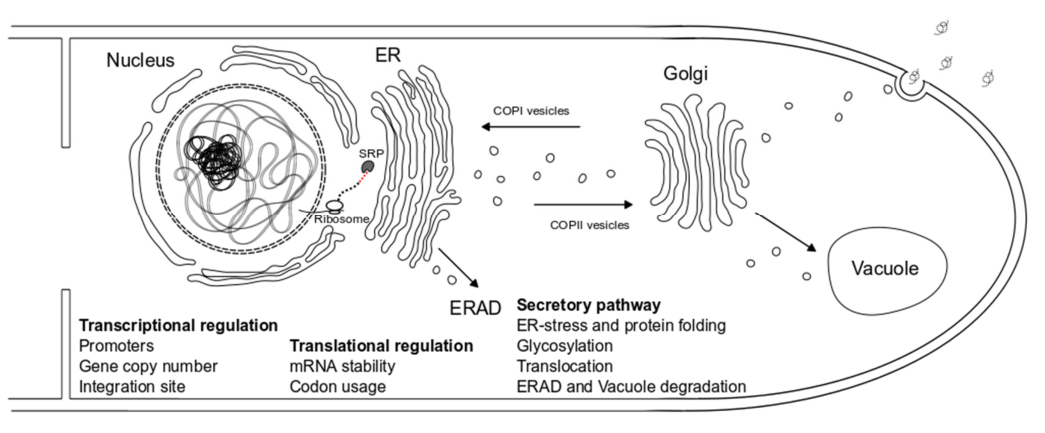 Nucleus
ER
Golgi
COPI vesicles
SRP
Ribosome
COPII vesicles
Vacuole
ERAD
Transcriptional regulation
Promoters
Gene copy number
Integration site
Translational regulation
mRNA stability
Codon usage
Secretory pathway
ER-stress and protein folding
Glycosylation
Translocation
ERAD and Vacuole degradation